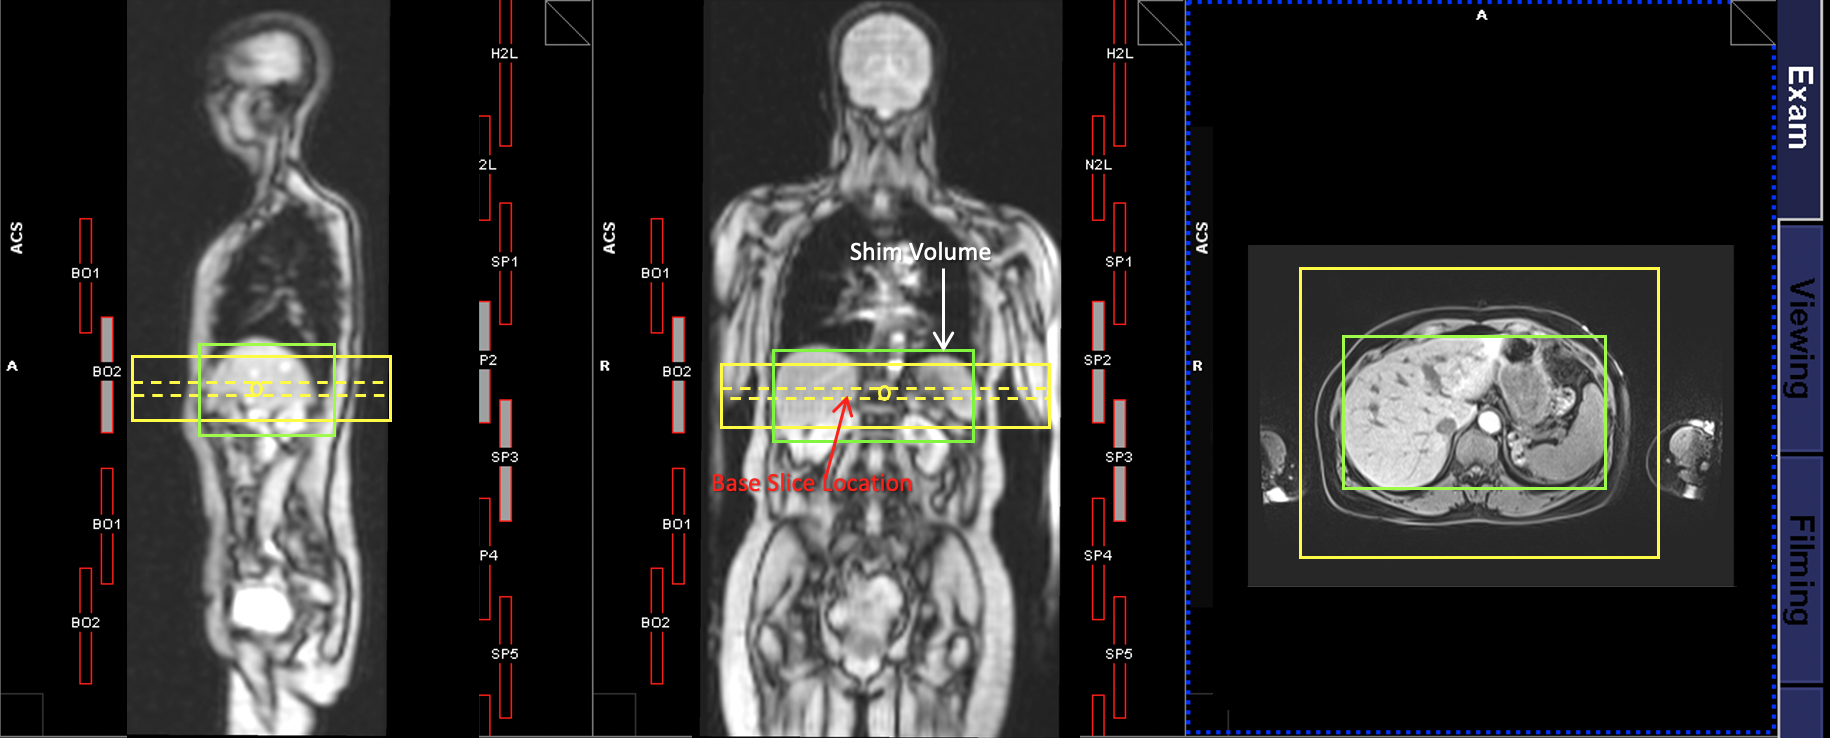 ACS
A
BO1
BO2
BO1
BO2
H2L
2L
SP1
P2
SP3
P4
SP5
ACS
R
BO1
BO2
BO1
BO2
Shim Volume
Base Slice Location
H2L
N2L
SP1
SP2
SP3
SP4
SP5
A
ACS
R
Exam
Viewing
Filming